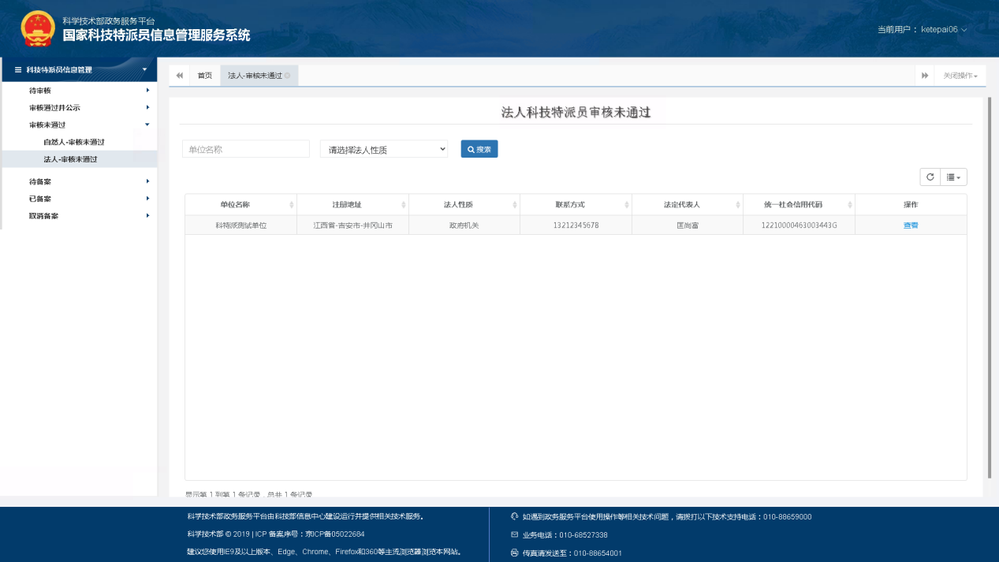 科学技术部政务服务平台
国家科技特派员信息管理服务系统
当前用户： ketepai06
科技特派员信息管理
待审核
审核通过并公示
审核未通过
自然人-审核未通过
法人-审核未通过
待备案
已备案
取消备案
首页 法人-审核未通过 关闭操作
法人科技特派员审核未通过
单位名称 请选择法人性质 搜索
单位名称 注册地址 法人性质 联系方式 法定代表人 统一社会信用代码 操作
科特派测试单位 江西省-吉安市-井冈山市 政府机关 13212345678 匡尚富 12210000463003443G 查看
显示第 1 到第 1 条记录，总共 1 条记录
科学技术部政务服务平台由科技部信息中心建设运行并提供相关技术服务。
科学技术部 © 2019 | ICP 备案序号：京ICP备05022684
建议您使用IE9及以上版本、Edge、Chrome、Firefox和360等主流浏览器浏览本网站。
如遇到政务服务平台使用操作等相关技术问题，请拨打以下技术支持电话：010-88659000
业务电话：010-68527338
传真请发送至：010-88654001